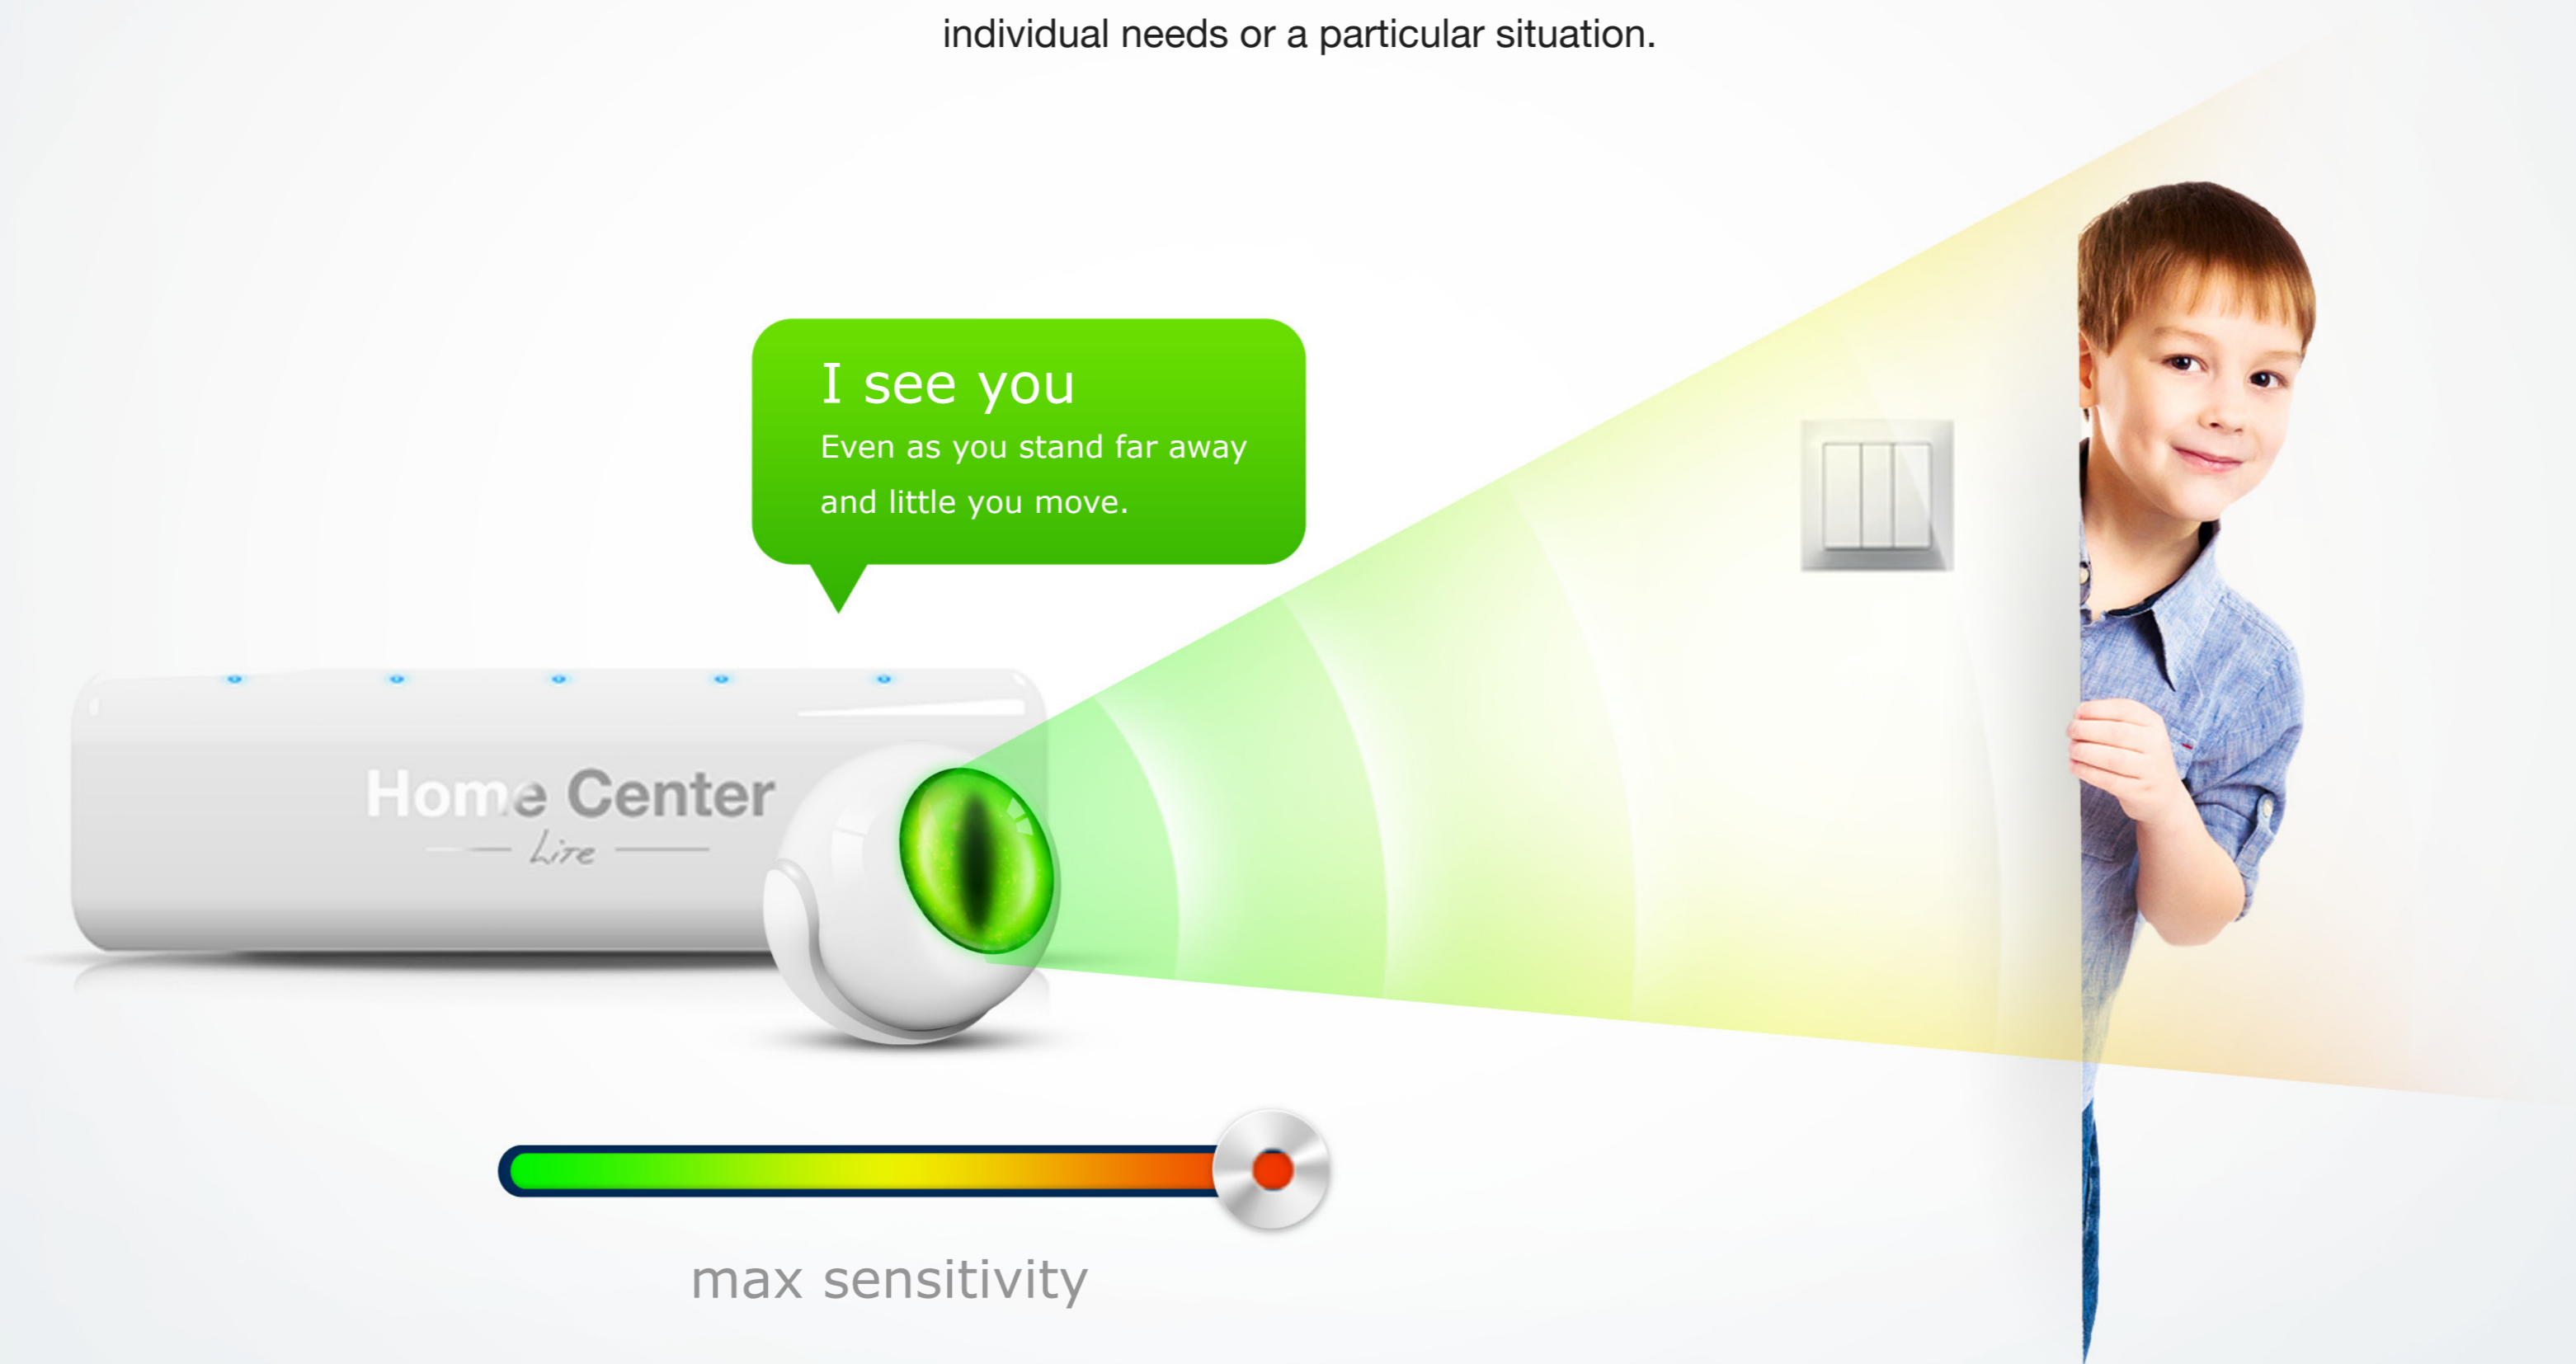 individual needs or a particular situation.
I see you
Even as you stand far away
and little you move.
Home Center
Lite
max sensitivity